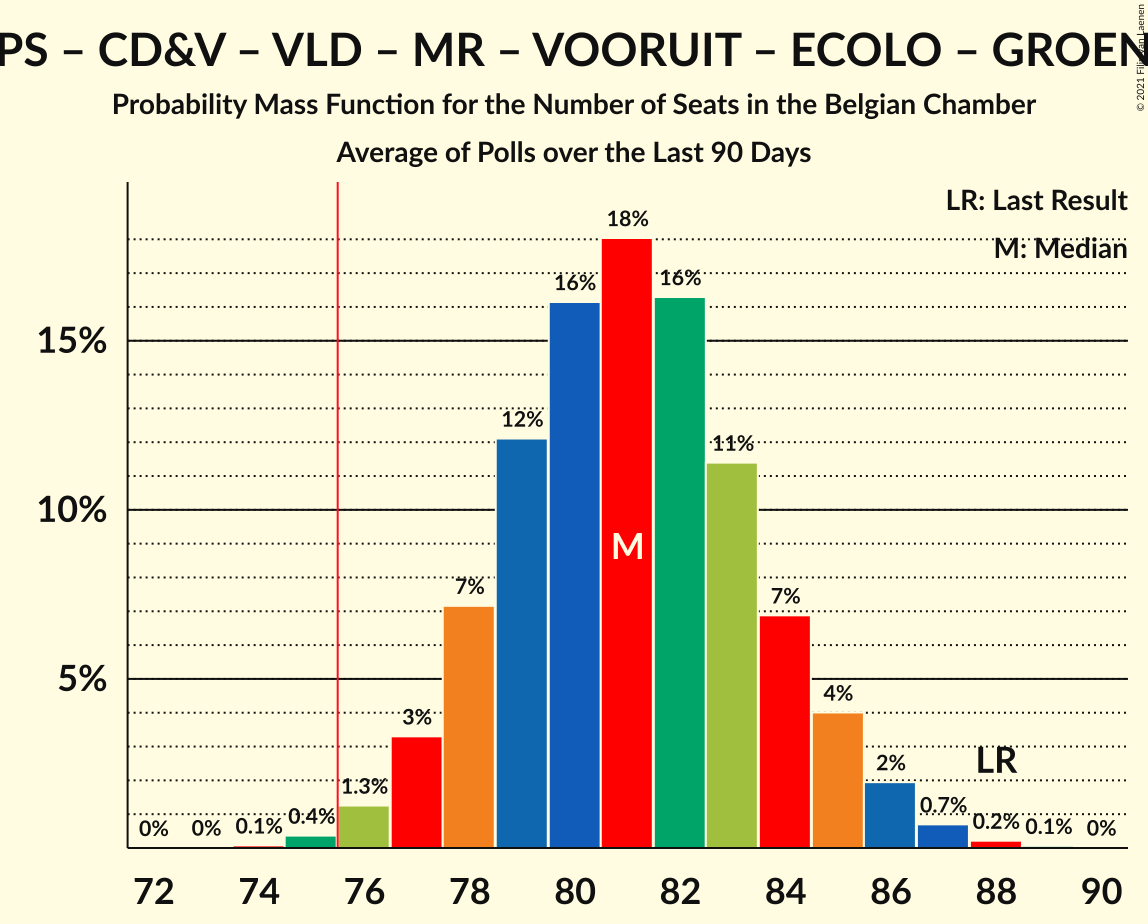 PS – CD&V – VLD – MR – VOORUIT – ECOLO – GROEN
Probability Mass Function for the Number of Seats in the Belgian Chamber
Average of Polls over the Last 90 Days
© 2021 Filip van Laenen
LR: Last Result
M: Median
15%
10%
5%
0%
0%
0.1%
0.4%
1.3%
3%
7%
12%
16%
18%
16%
11%
7%
4%
2%
0.7%
0.2%
0.1%
0%
M
LR
72 74 76 78 80 82 84 86 88 90